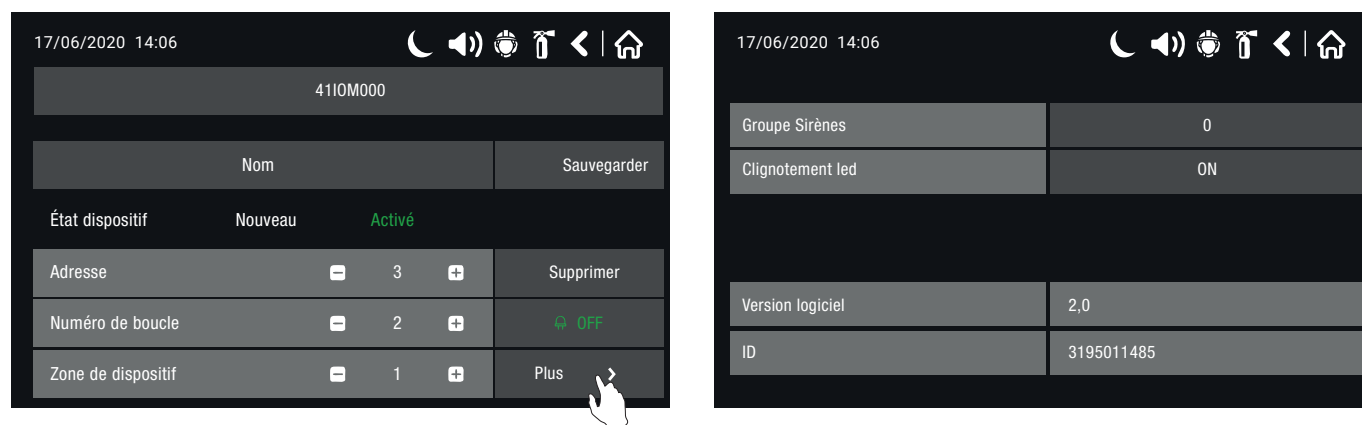 17/06/2020 14:06
41IOM000
Nom Sauvegarder
État dispositif Nouveau Activé
Adresse 3 Supprimer
Numéro de boucle 2 OFF
Zone de dispositif 1 Plus
17/06/2020 14:06
Groupe Sirènes 0
Clignotement led ON
Version logiciel 2,0
ID 3195011485